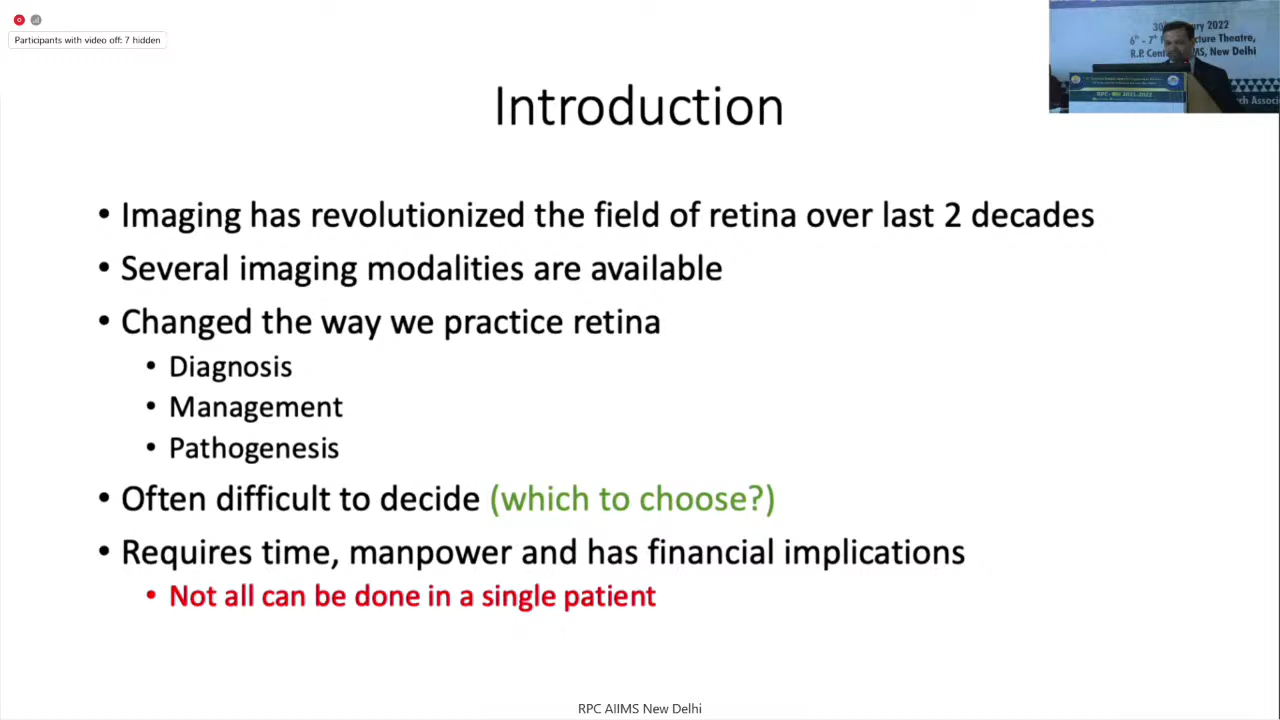 Participants with video off: 7 hidden
2022
6th - 7th
cture Theatre,
New Delhi
Introduction
• Imaging has revolutionized the field of retina over last 2 decades
• Several imaging modalities are available
• Changed the way we practice retina
• Diagnosis
• Management
• Pathogenesis
• Often difficult to decide (which to choose?)
• Requires time, manpower and has financial implications
• Not all can be done in a single patient
RPC AIIMS New Delhi